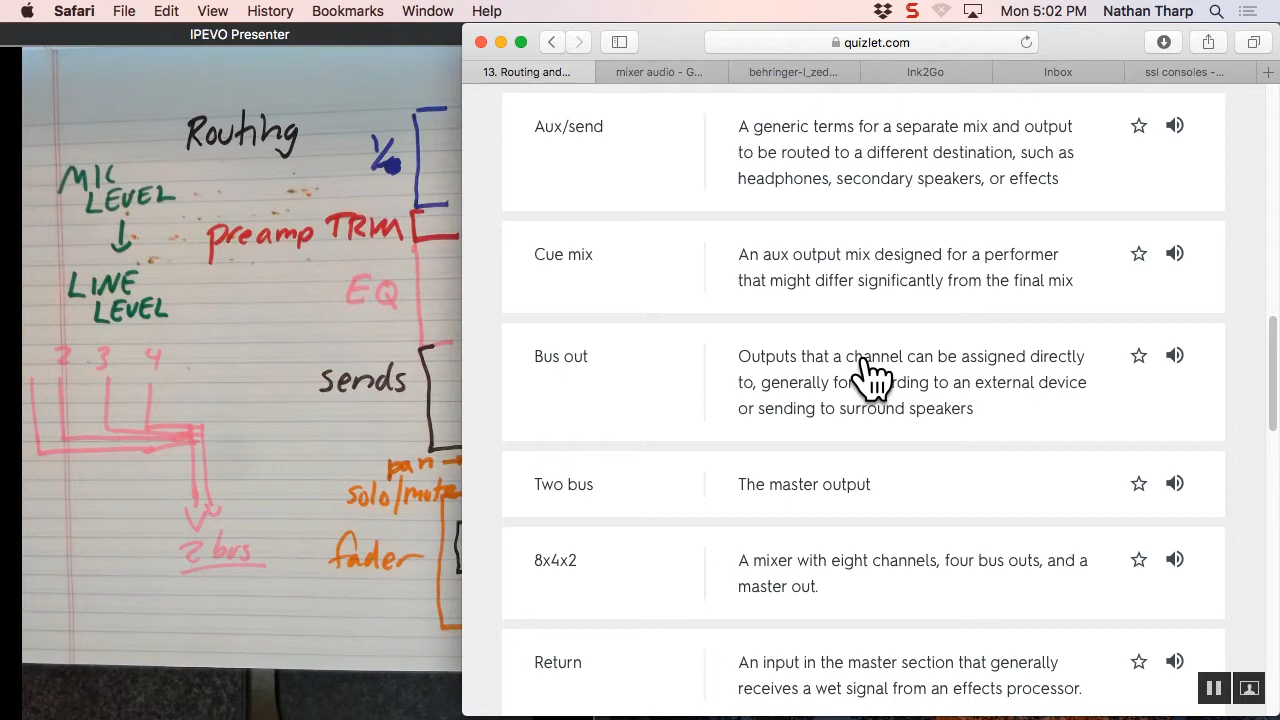 Safari File Edit View History Bookmarks Window Help Mon 5:02 PM Nathan Tharp
IPEVO Presenter
Routing
MIC
LEVEL
LINE
LEVEL
2 3 4
2 bus
I/O
preamp TRIM
EQ
sends
pan
solo/mute
fader
quizlet.com
13. Routing and... mixer audio - G... behringer-l_zed... Ink2Go Inbox ssl consoles -...
Aux/send
A generic terms for a separate mix and output
to be routed to a different destination, such as
headphones, secondary speakers, or effects
Cue mix
An aux output mix designed for a performer
that might differ significantly from the final mix
Bus out
Outputs that a channel can be assigned directly
to, generally for rding to an external device
or sending to surround speakers
Two bus
The master output
8x4x2
A mixer with eight channels, four bus outs, and a
master out.
Return
An input in the master section that generally
receives a wet signal from an effects processor.